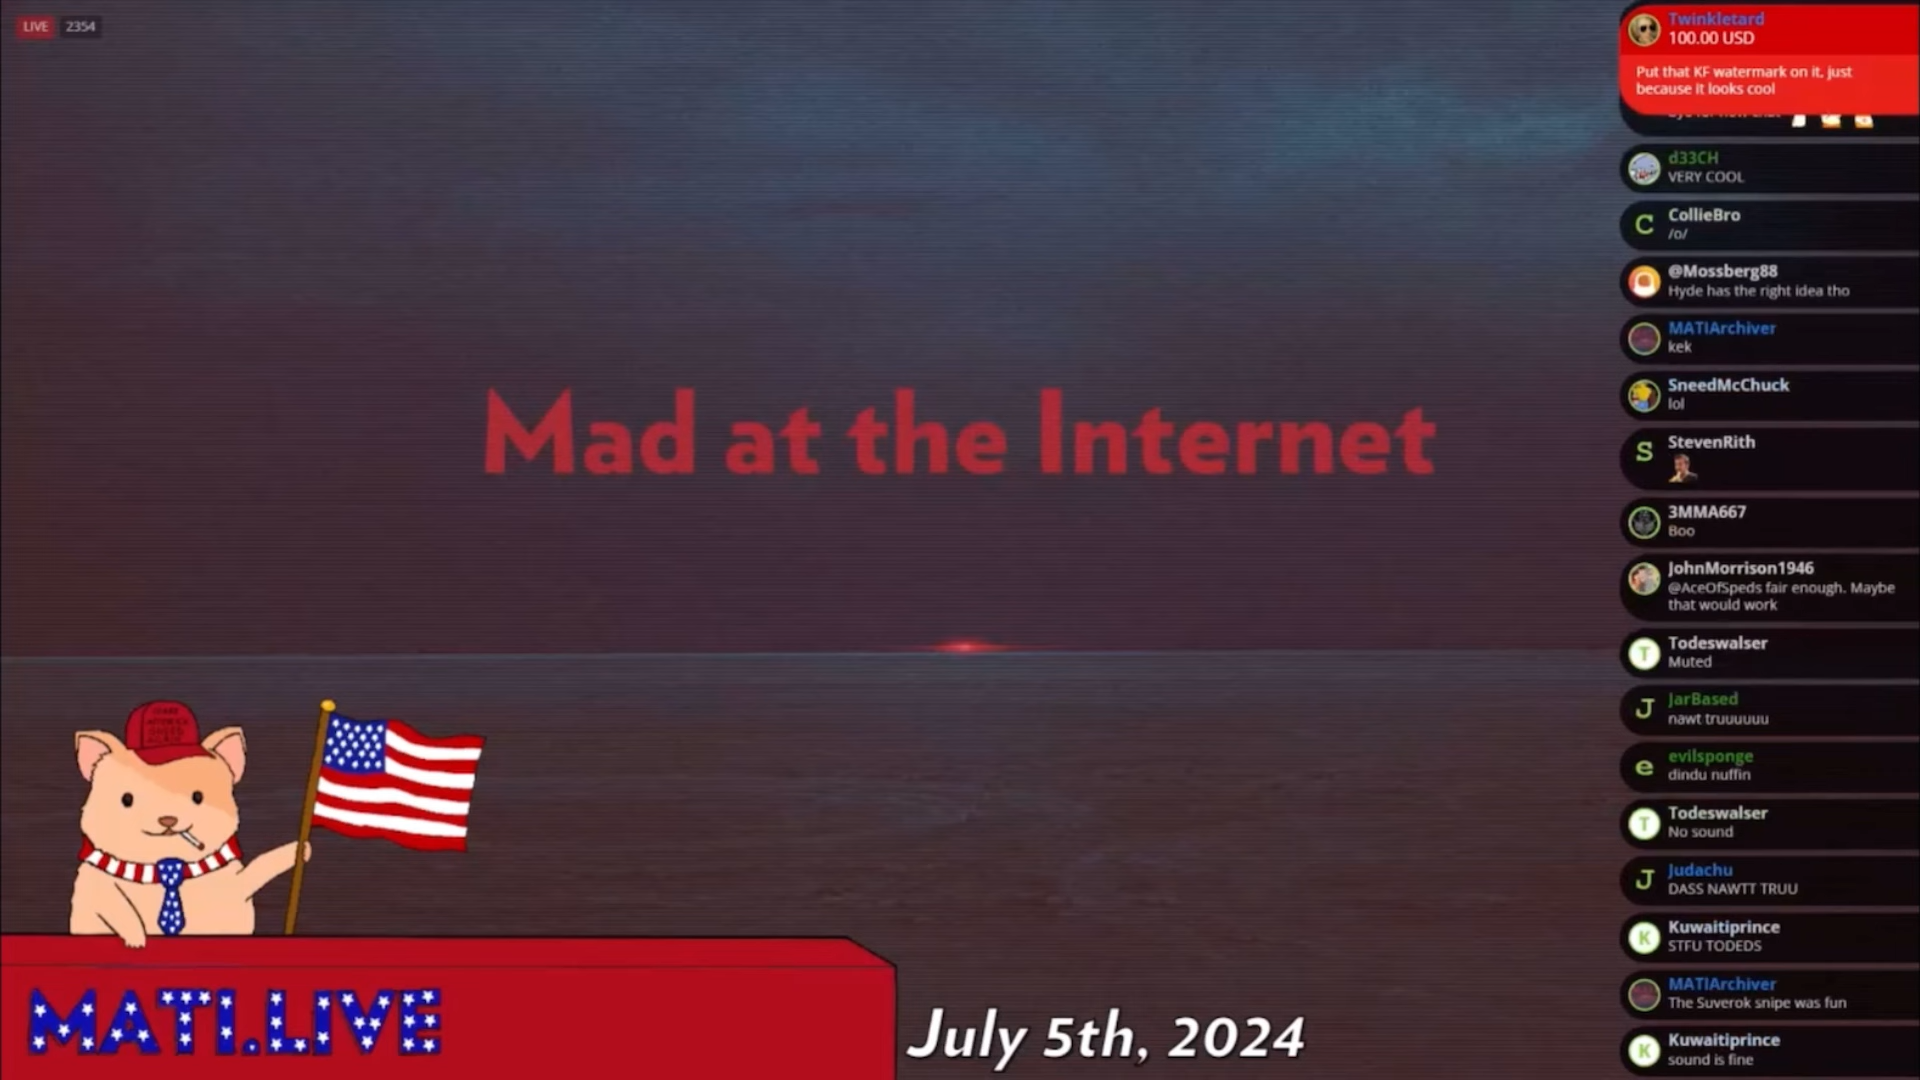 LIVE 2354
Twinkletard
100.00 USD
Put that KF watermark on it, just
because it looks cool
d33CH
VERY COOL
C CollieBro
/o/
@Mossberg88
Hyde has the right idea tho
MATIArchiver
kek
SneedMcChuck
lol
S StevenRith
3MMA667
Boo
JohnMorrison1946
@AceOfSpeds fair enough. Maybe
that would work
T Todeswalser
Muted
J JarBased
nawt truuuuuu
e evilsponge
dindu nuffin
T Todeswalser
No sound
J Judachu
DASS NAWTT TRUU
K Kuwaitiprince
STFU TODEDS
MATIArchiver
The Suverok snipe was fun
K Kuwaitiprince
sound is fine
Mad at the Internet
MATI.LIVE
July 5th, 2024